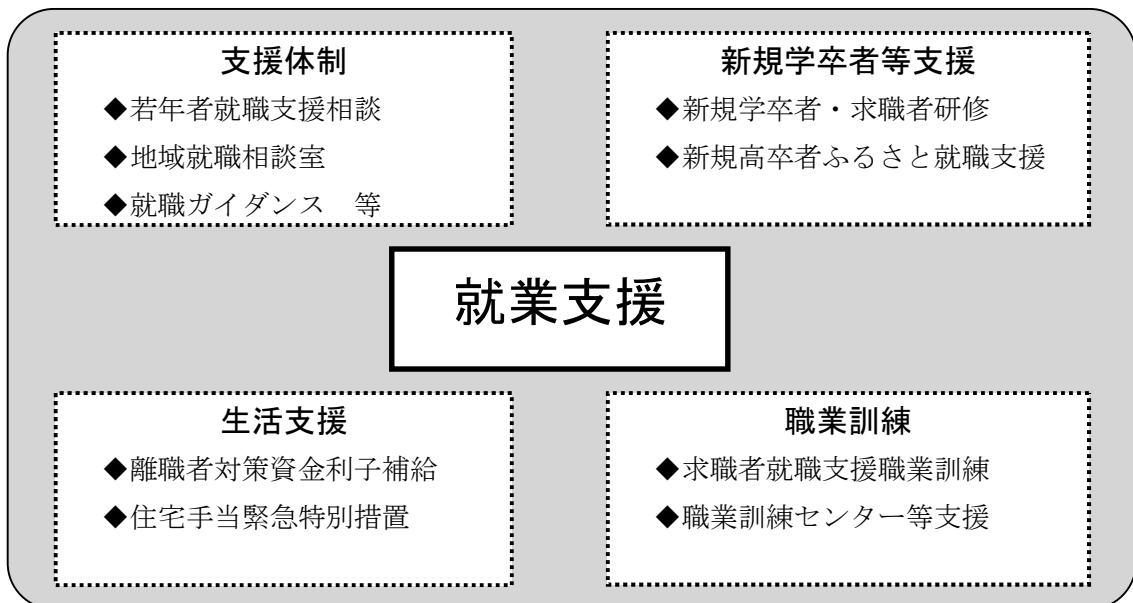 支援体制
◆若年者就職支援相談
◆地域就職相談室
◆就職ガイダンス　等
新規学卒者等支援
◆新規学卒者・求職者研修
◆新規高卒者ふるさと就職支援
就業支援
生活支援
◆離職者対策資金利子補給
◆住宅手当緊急特別措置
職業訓練
◆求職者就職支援職業訓練
◆職業訓練センター等支援